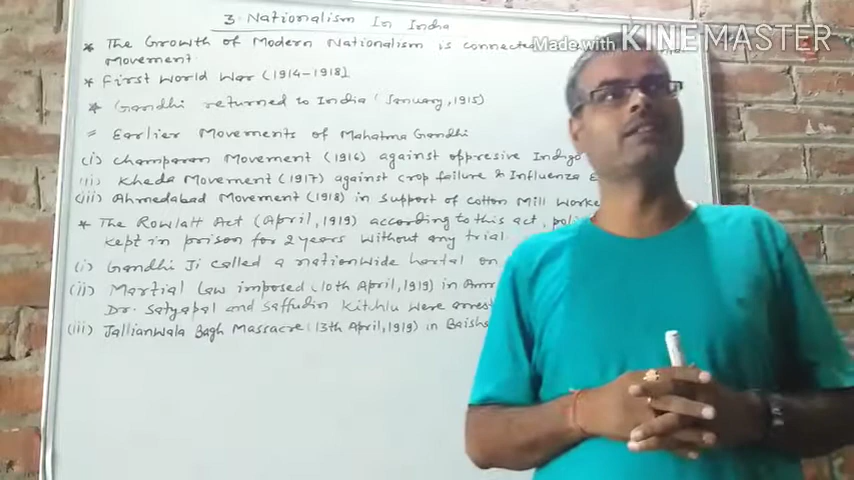 3. Nationalism In India
* The Growth of Modern Nationalism is connected
Movement.
Made with KINEMASTER
* First World War (1914-1918)
* Gandhi returned to India (January, 1915)
= Earlier Movements of Mahatma Gandhi
(i) Champaran Movement (1916) against oppresive Indigo
(ii) Kheda Movement (1917) against crop failure & Influenza E
(iii) Ahmedabad Movement (1918) in support of cotton Mill Worke
* The Rowlatt Act (April, 1919) according to this act, poli
kept in prison for 2 years without any trial.
(i) Gandhi Ji called a nationwide hartal on
(ii) Martial Law imposed (10th April, 1919) in Amr
Dr. Satyapal and Saffudin Kitchlu were arrest
(iii) Jallianwala Bagh Massacre (13th April, 1919) in Baisha